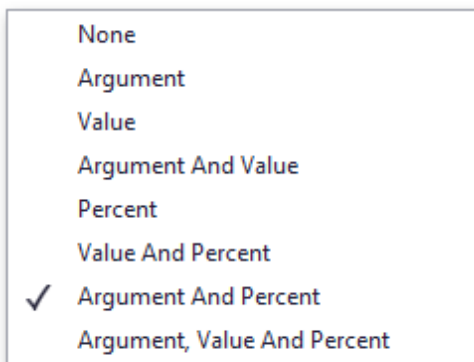 None
Argument
Value
Argument And Value
Percent
Value And Percent
Argument And Percent
Argument, Value And Percent